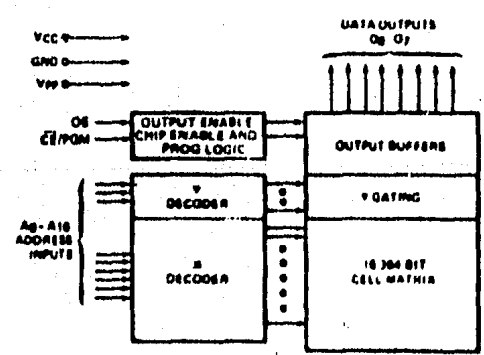 DATA OUTPUTS
O0 O7
VCC
GND
VPP
OE
CE/PGM
OUTPUT ENABLE
CHIP ENABLE AND
PROG LOGIC
OUTPUT BUFFERS
Y
DECODER
Y GATING
A0-A10
ADDRESS
INPUTS
X
DECODER
16 384 BIT
CELL MATRIX